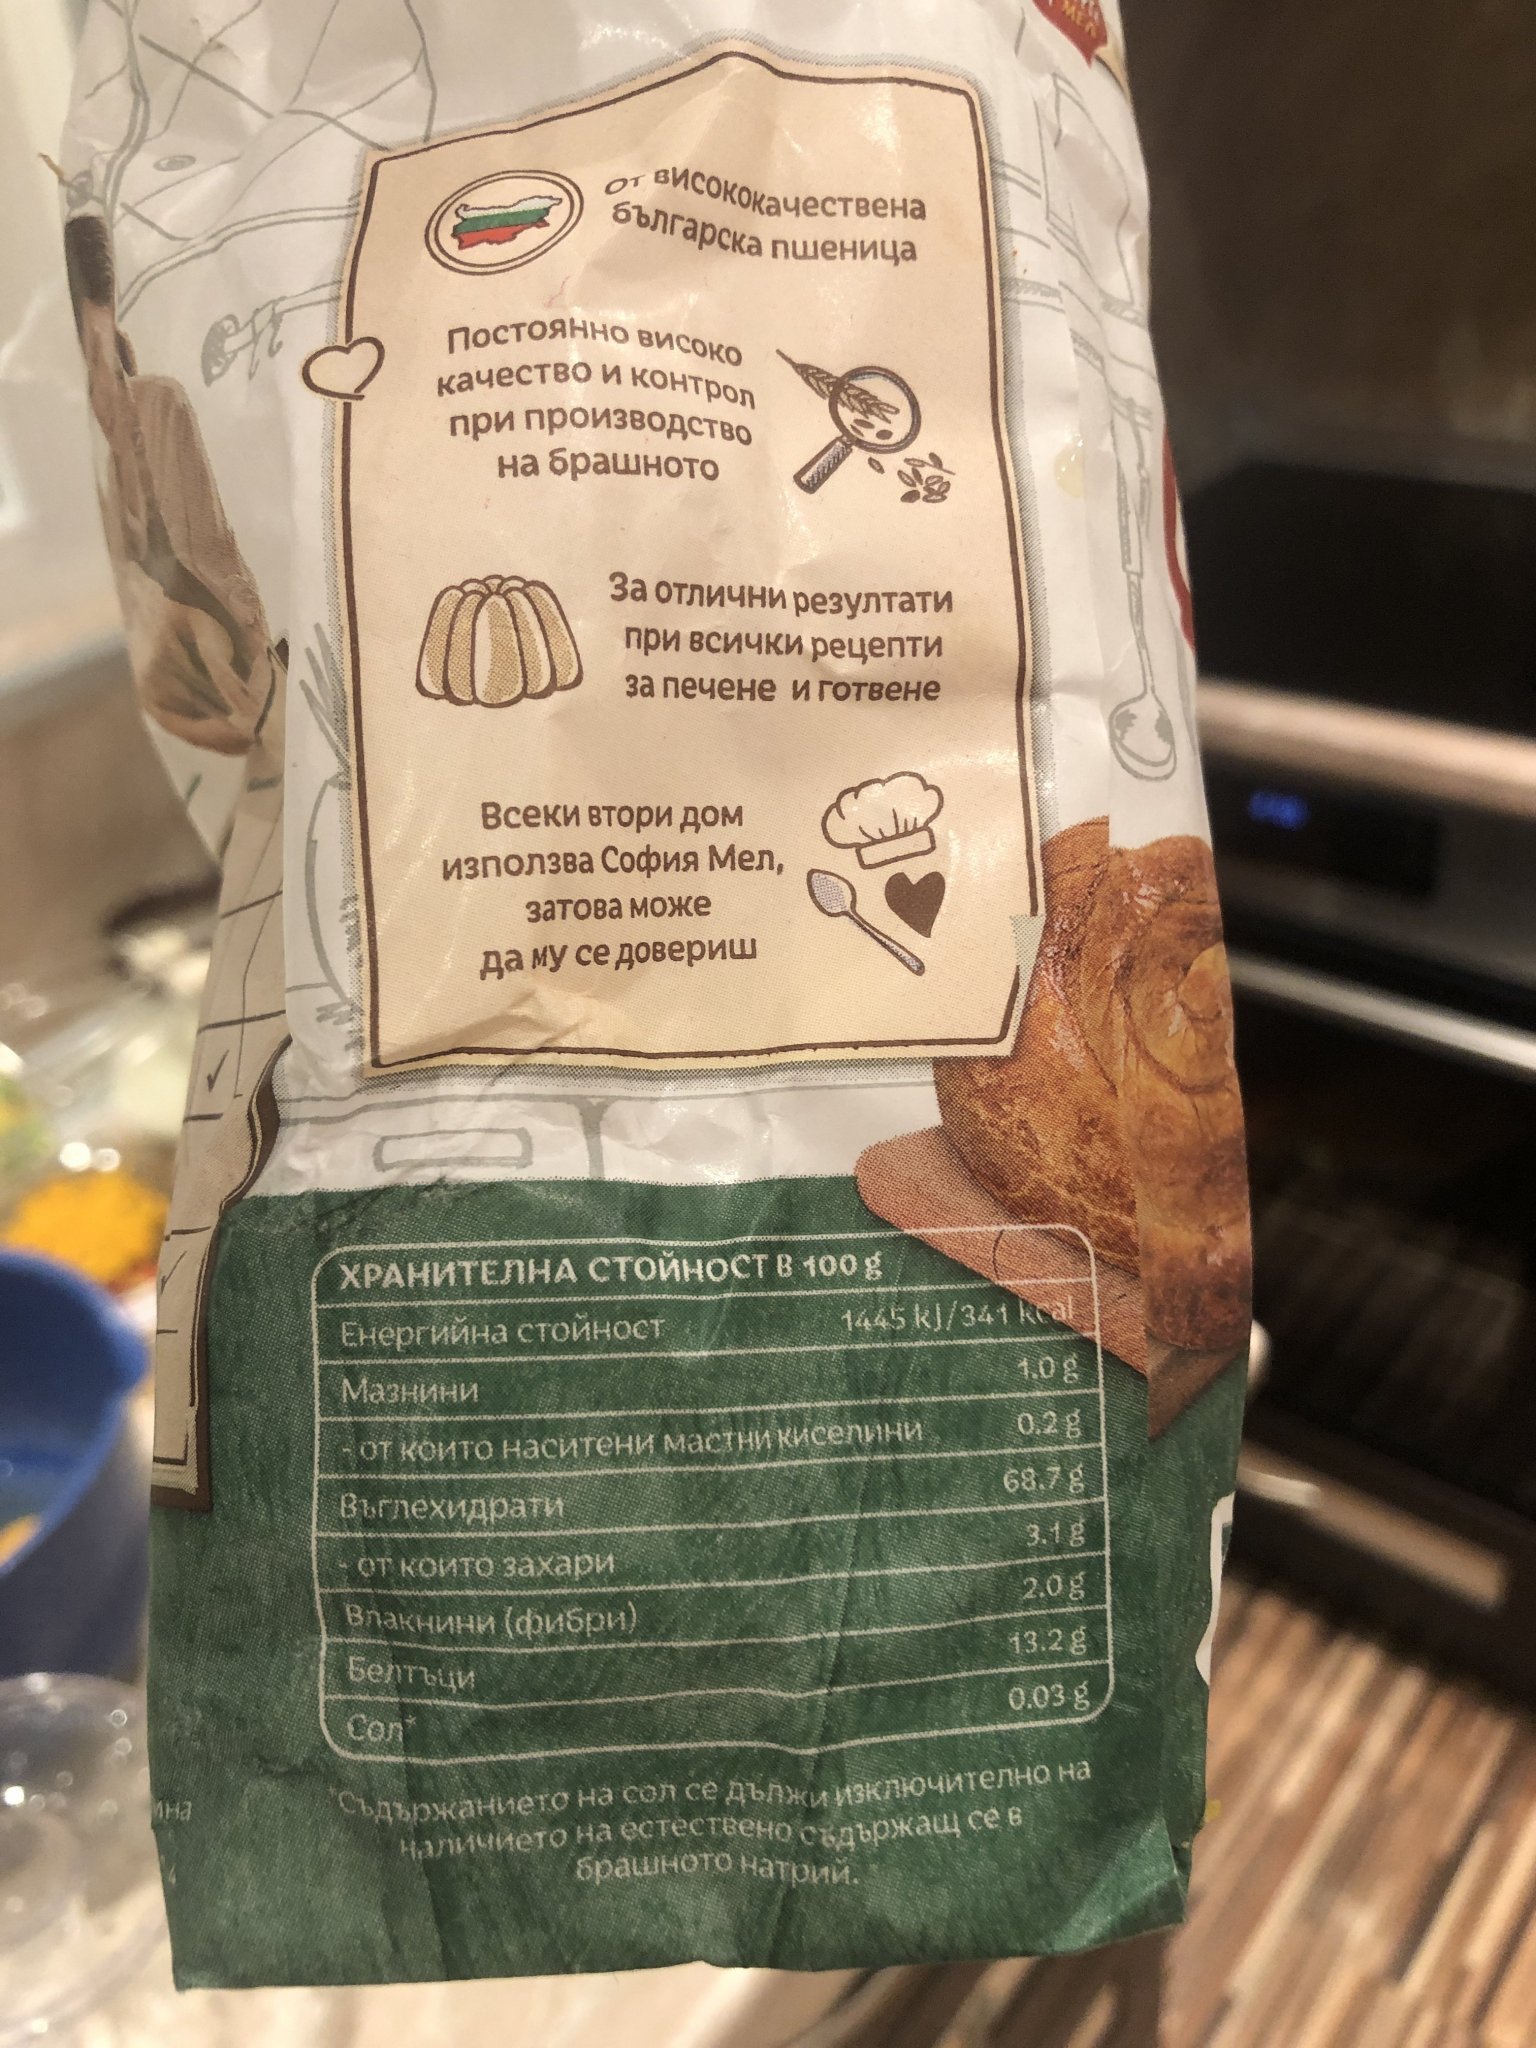 МЕЛ
От висококачествена
българска пшеница
Постоянно високо
качество и контрол
при производство
на брашното
За отлични резултати
при всички рецепти
за печене и готвене
Всеки втори дом
използва София Мел,
затова може
да му се довериш
ХРАНИТЕЛНА СТОЙНОСТ В 100 g
Енергийна стойност 1445 kJ/341 kcal
Мазнини 1.0 g
- от които наситени мастни киселини 0.2 g
Въглехидрати 68.7 g
- от които захари 3.1 g
Влакнини (фибри) 2.0 g
Белтъци 13.2 g
Сол* 0.03 g
*Съдържанието на сол се дължи изключително на
наличието на естествено съдържащ се в
брашното натрий.